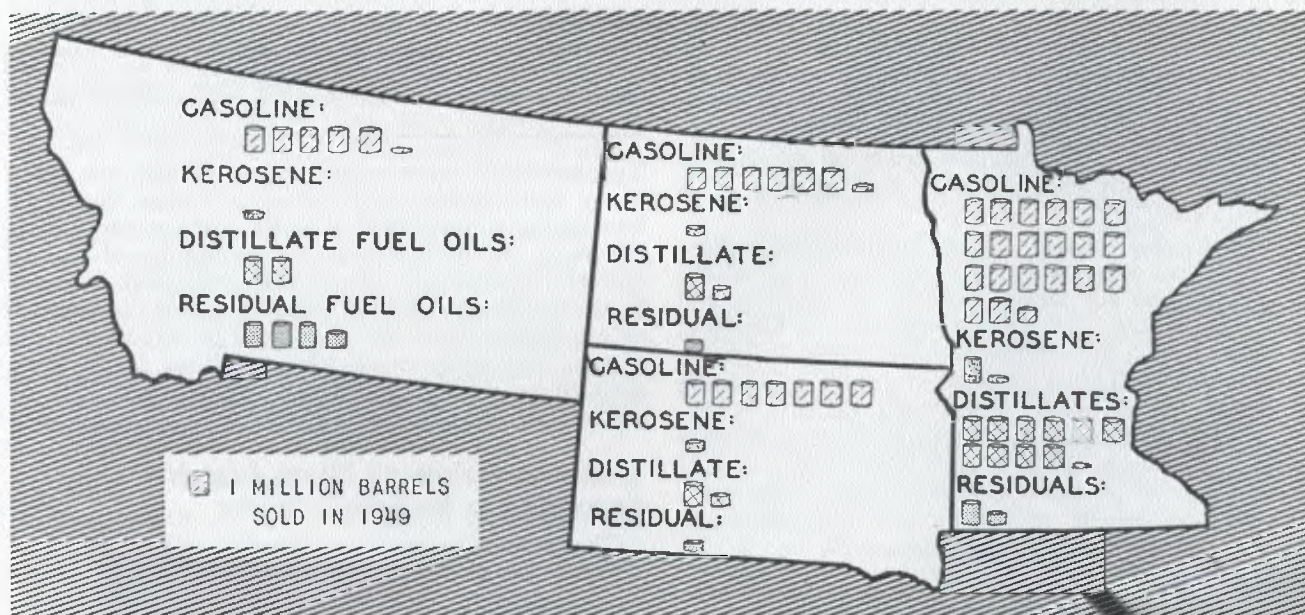 GASOLINE:
KEROSENE:
DISTILLATE FUEL OILS:
RESIDUAL FUEL OILS:
GASOLINE:
KEROSENE:
DISTILLATE:
RESIDUAL:
GASOLINE:
KEROSENE:
DISTILLATE:
RESIDUAL:
GASOLINE:
KEROSENE:
DISTILLATES:
RESIDUALS:
1 MILLION BARRELS
SOLD IN 1949